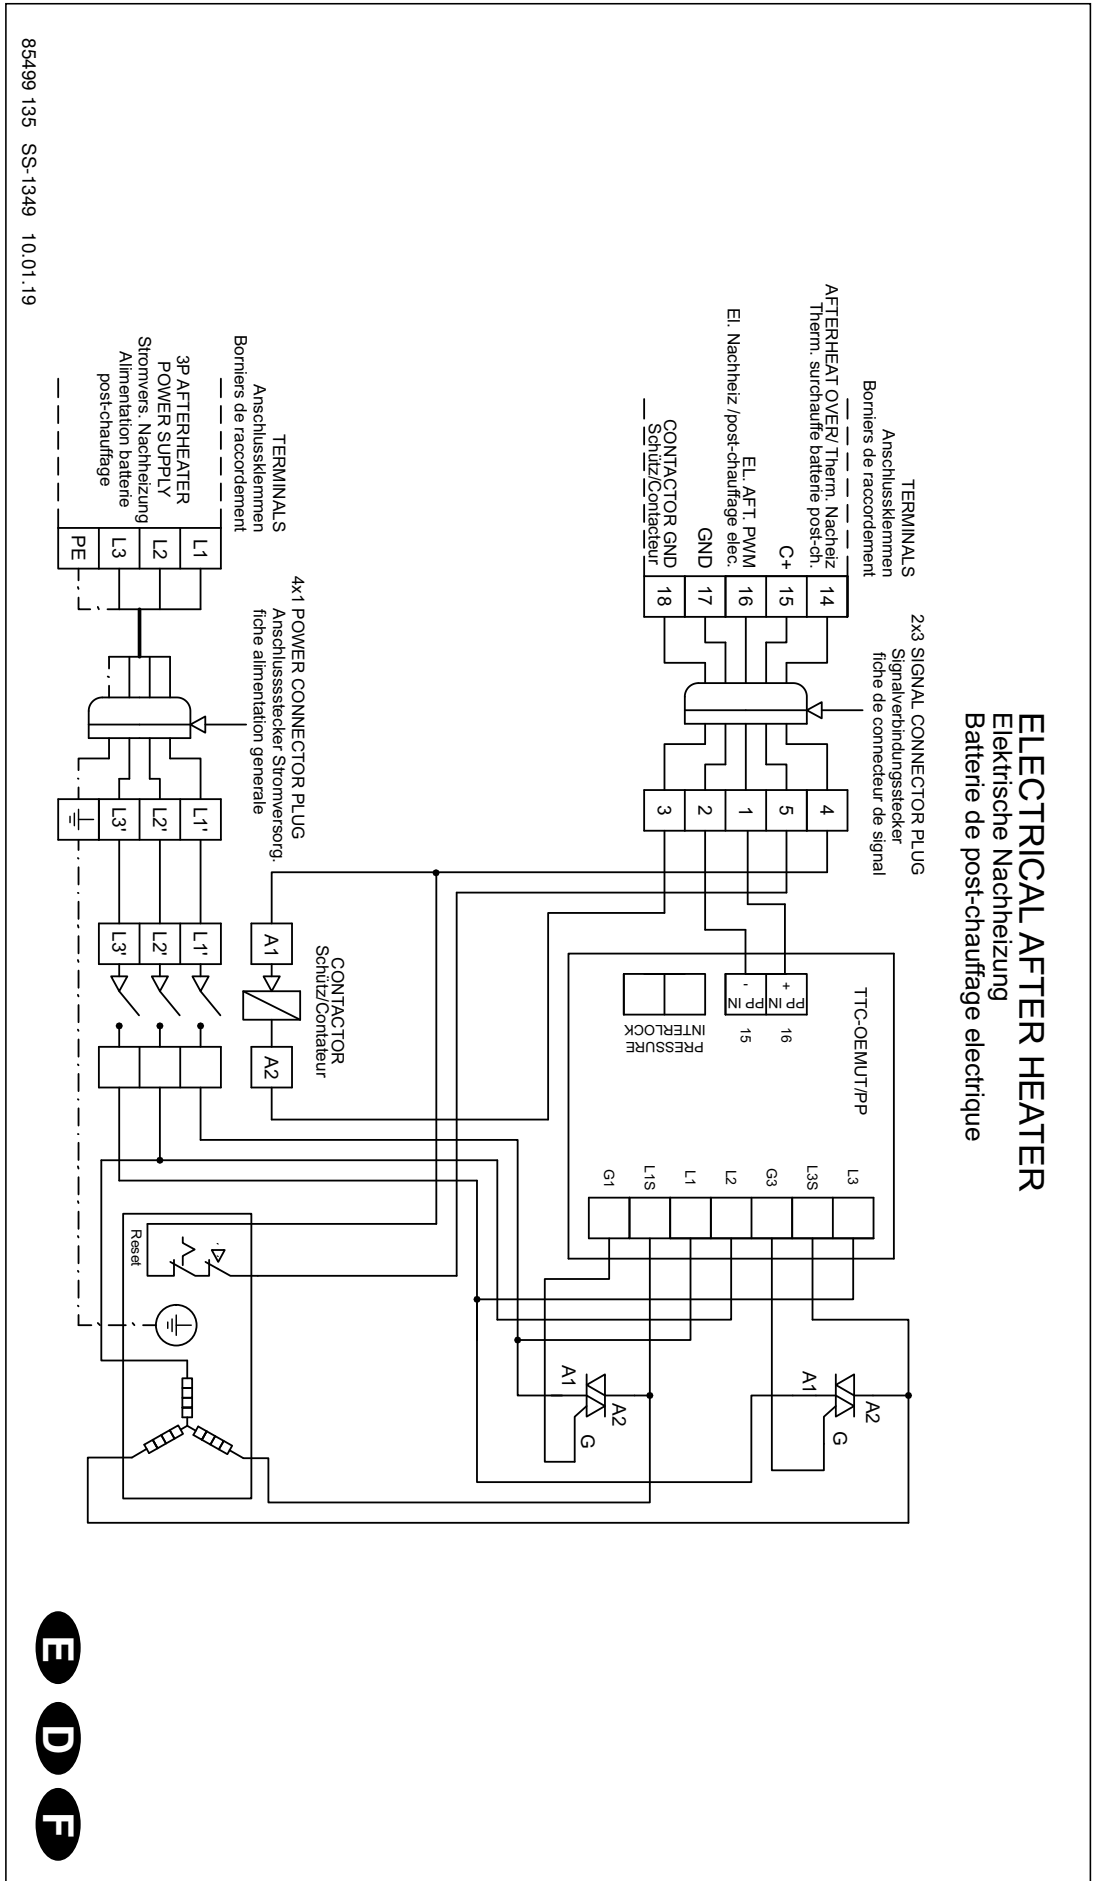 ELECTRICAL AFTER HEATER
Elektrische Nachheizung
Batterie de post-chauffage electrique
TERMINALS
Anschlussklemmen
Borniers de raccordement
2x3 SIGNAL CONNECTOR PLUG
Signalverbindungsstecker
fiche de connecteur de signal
AFTERHEAT OVER/ Therm. Nacheiz
Therm. surchauffe batterie post-ch.
C+
EL. AFT. PWM
El. Nachheiz /post-chauffage elec.
GND
CONTACTOR GND
Schütz/Contacteur
14
15
16
17
18
4
5
1
2
3
TTC-OEMUT/PP
+
PP IN
16
-
PP IN
15
PRESSURE
INTERLOCK
L3
L3S
G3
L2
L1
L1S
G1
A1
A2
G
A1
A2
G
TERMINALS
Anschlussklemmen
Borniers de raccordement
4x1 POWER CONNECTOR PLUG
Anschlussstecker Stromversorg.
fiche alimentation generale
3P AFTERHEATER
POWER SUPPLY
Stromvers. Nachheizung
Alimentation batterie
post-chauffage
L1
L2
L3
PE
L1'
L2'
L3'
L1'
L2'
L3'
CONTACTOR
Schütz/Contateur
A1
A2
Reset
85499 135 SS-1349 10.01.19
E D F